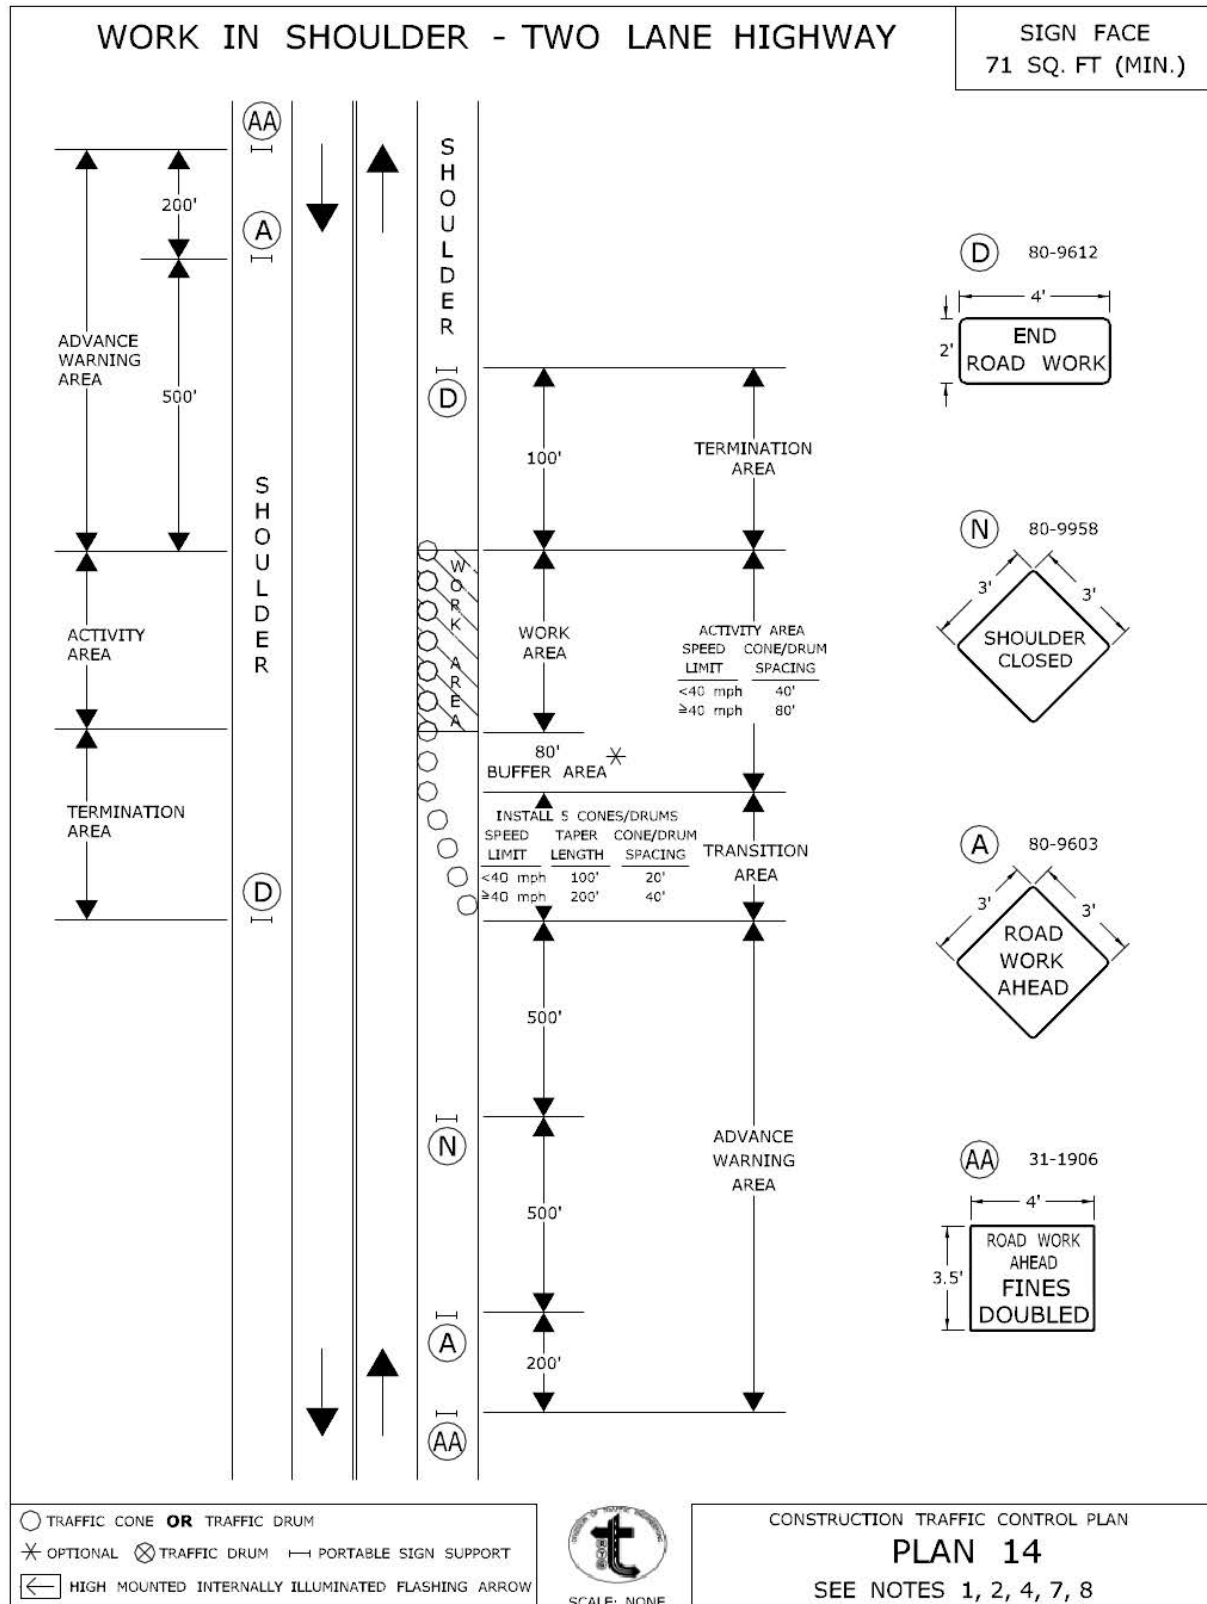 WORK IN SHOULDER - TWO LANE HIGHWAY
SIGN FACE
71 SQ. FT (MIN.)
AA
200'
A
500'
ADVANCE
WARNING
AREA
SHOULDER
ACTIVITY
AREA
TERMINATION
AREA
D
SHOULDER
D
100'
TERMINATION
AREA
WORK AREA
WORK
AREA
ACTIVITY AREA
SPEED CONE/DRUM
LIMIT SPACING
<40 mph 40'
≥40 mph 80'
80'
BUFFER AREA *
INSTALL 5 CONES/DRUMS
SPEED TAPER CONE/DRUM
LIMIT LENGTH SPACING
<40 mph 100' 20'
≥40 mph 200' 40'
TRANSITION
AREA
500'
N
500'
A
200'
AA
ADVANCE
WARNING
AREA
D 80-9612
4'
2'
END
ROAD WORK
N 80-9958
3' 3'
SHOULDER
CLOSED
A 80-9603
3' 3'
ROAD
WORK
AHEAD
AA 31-1906
4'
3.5'
ROAD WORK
AHEAD
FINES
DOUBLED
TRAFFIC CONE OR TRAFFIC DRUM
* OPTIONAL TRAFFIC DRUM PORTABLE SIGN SUPPORT
HIGH MOUNTED INTERNALLY ILLUMINATED FLASHING ARROW
SCALE: NONE
CONSTRUCTION TRAFFIC CONTROL PLAN
PLAN 14
SEE NOTES 1, 2, 4, 7, 8